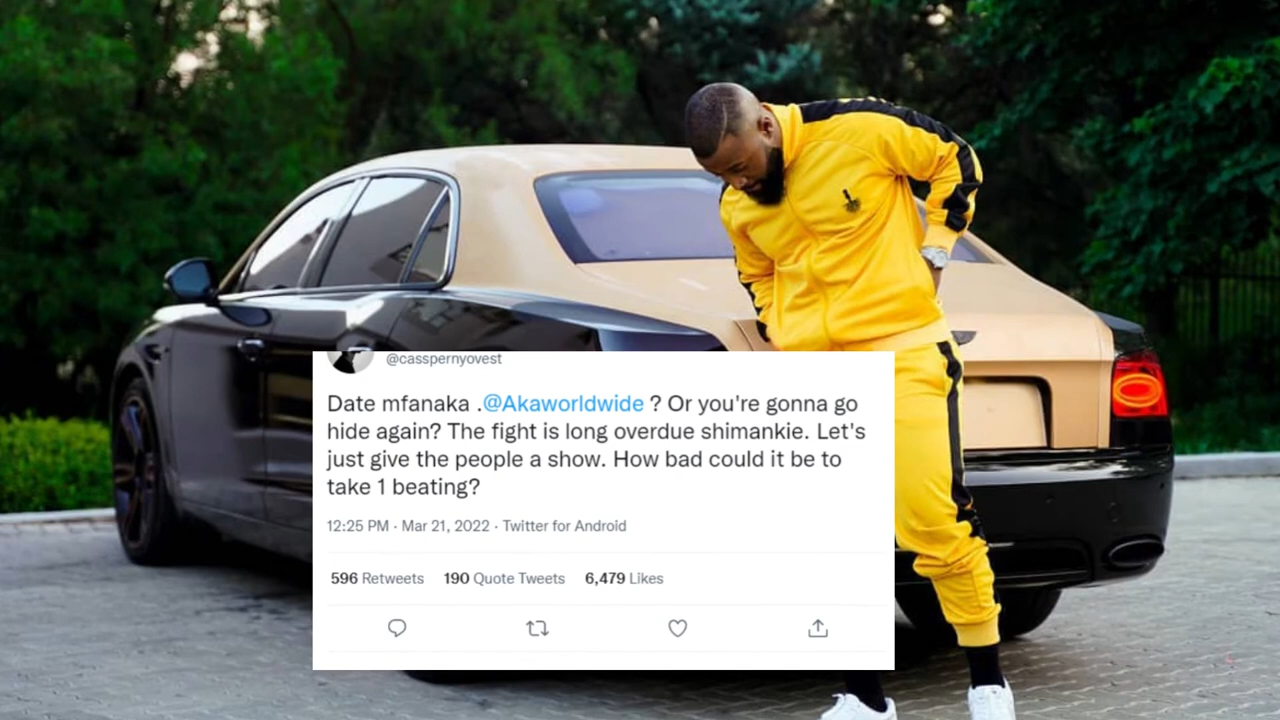 @casspernyovest
Date mfanaka .@Akaworldwide ? Or you're gonna go
hide again? The fight is long overdue shimankie. Let's
just give the people a show. How bad could it be to
take 1 beating?
12:25 PM · Mar 21, 2022 · Twitter for Android
596 Retweets 190 Quote Tweets 6,479 Likes